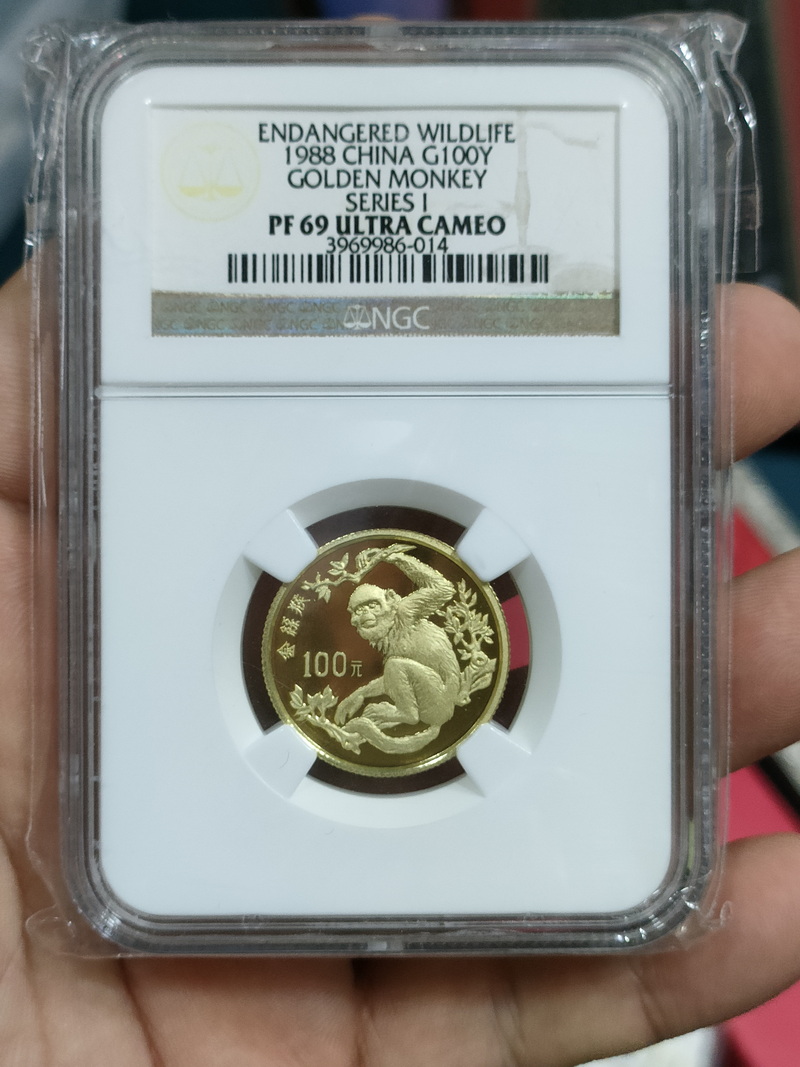 ENDANGERED WILDLIFE
1988 CHINA G100Y
GOLDEN MONKEY
SERIES I
PF 69 ULTRA CAMEO
3969986-014
NGC
金絲猴
100元